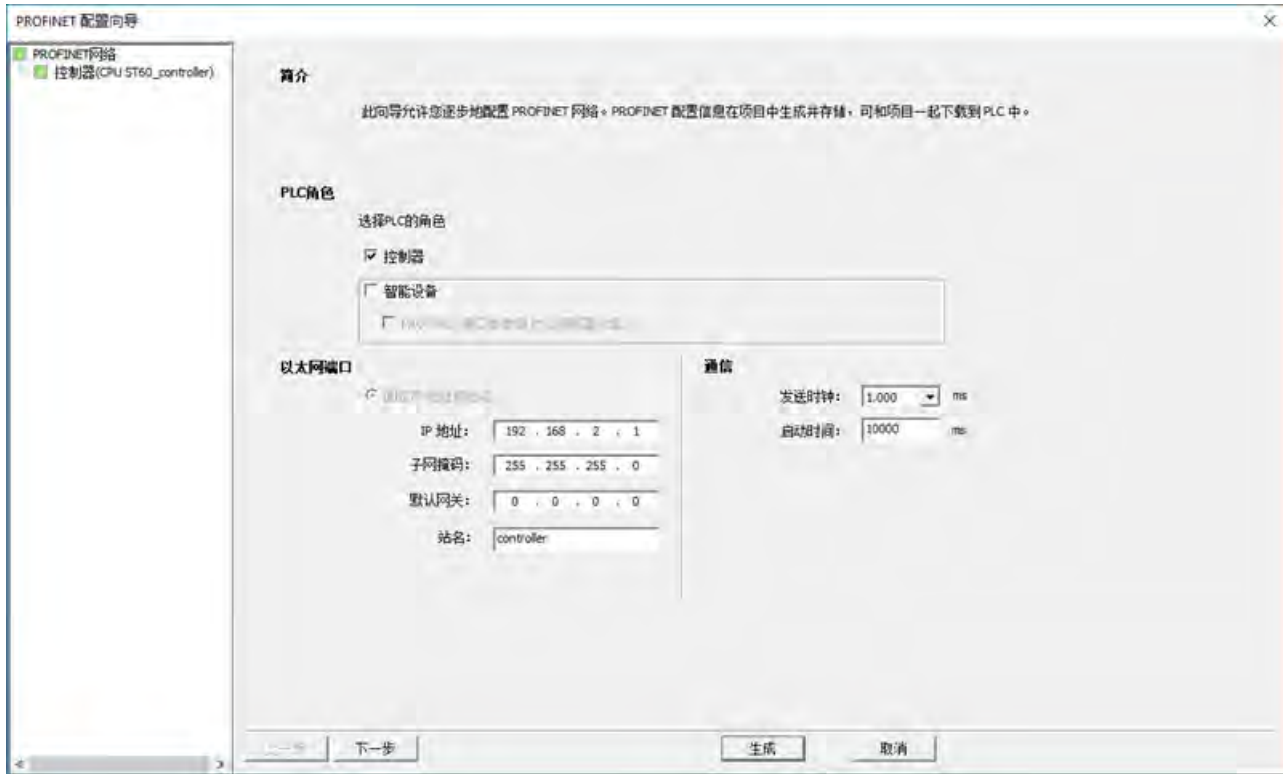 PROFINET 配置向导
PROFINET网络
控制器(CPU ST60_controller)
简介
此向导允许您逐步地配置 PROFINET 网络。PROFINET 配置信息在项目中生成并存储，可和项目一起下载到 PLC 中。
PLC角色
选择PLC的角色
控制器
智能设备
以太网端口
通信
发送时钟： 1.000 ms
IP 地址： 192 . 168 . 2 . 1
启动时间： 10000 ms
子网掩码： 255 . 255 . 255 . 0
默认网关： 0 . 0 . 0 . 0
站名： controller
下一步
生成
取消